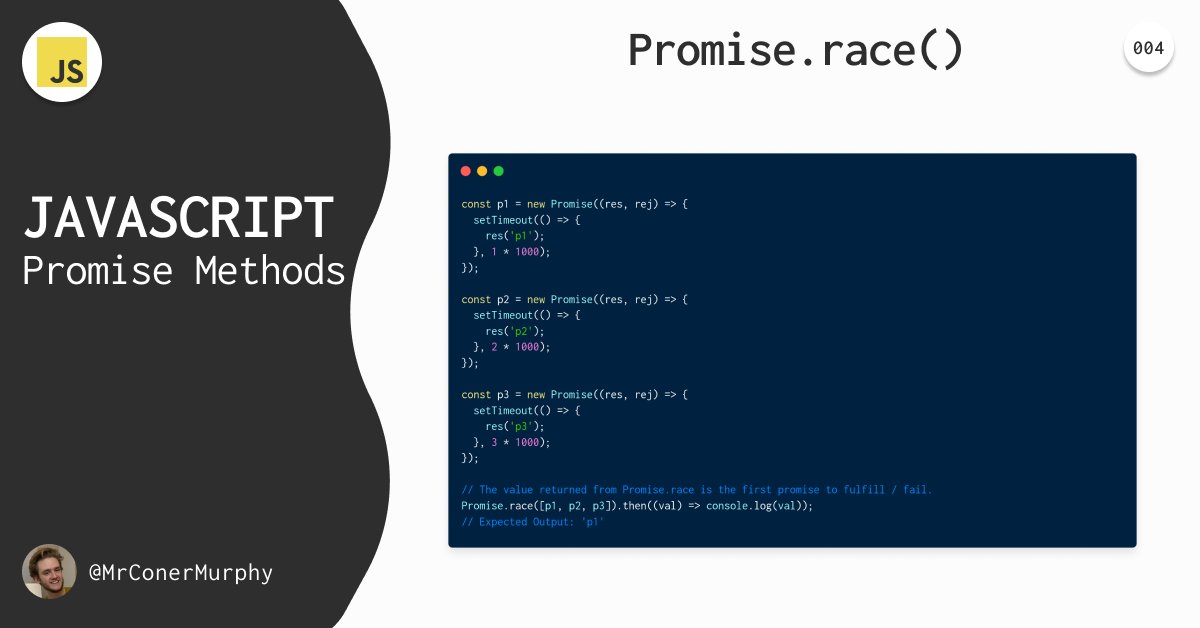 JS
JAVASCRIPT
Promise Methods
@MrConerMurphy
Promise.race()
004
const p1 = new Promise((res, rej) => {
  setTimeout(() => {
    res('p1');
  }, 1 * 1000);
});

const p2 = new Promise((res, rej) => {
  setTimeout(() => {
    res('p2');
  }, 2 * 1000);
});

const p3 = new Promise((res, rej) => {
  setTimeout(() => {
    res('p3');
  }, 3 * 1000);
});

// The value returned from Promise.race is the first promise to fulfill / fail.
Promise.race([p1, p2, p3]).then((val) => console.log(val));
// Expected Output: 'p1'